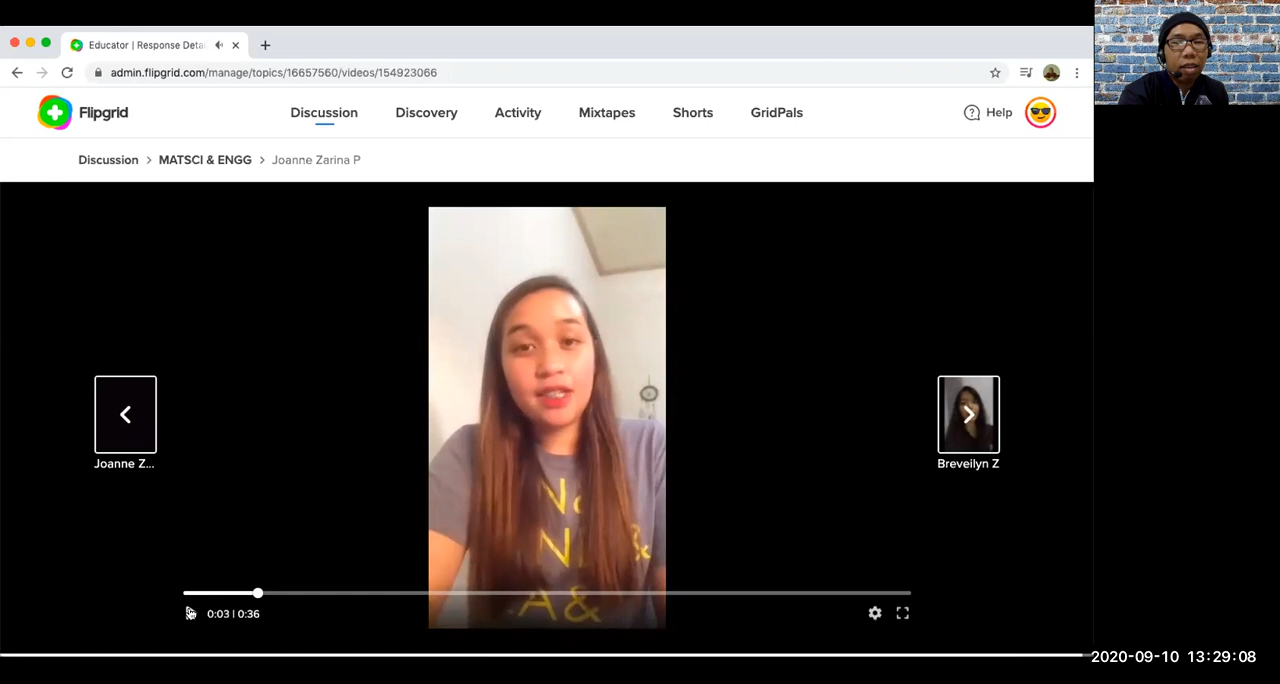 Educator | Response Deta
admin.flipgrid.com/manage/topics/16657560/videos/154923066
Flipgrid
Discussion
Discovery
Activity
Mixtapes
Shorts
GridPals
Help
Discussion > MATSCI & ENGG > Joanne Zarina P
Joanne Z...
Breveilyn Z
&
A&
0:03 | 0:36
2020-09-10 13:29:08